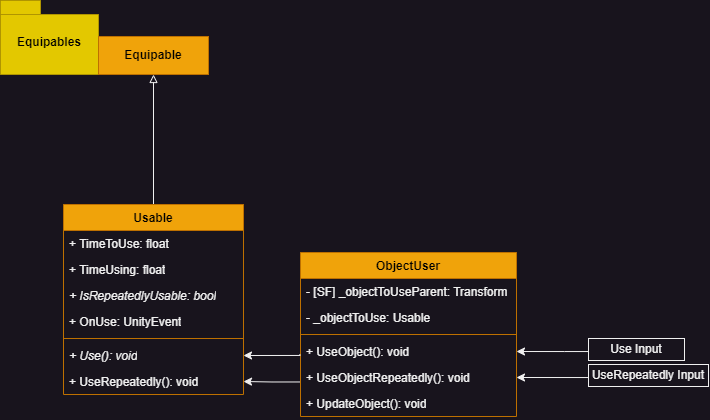 Equipables
Equipable
Usable
+ TimeToUse: float
+ TimeUsing: float
+ IsRepeatedlyUsable: bool
+ OnUse: UnityEvent
+ Use(): void
+ UseRepeatedly(): void
ObjectUser
- [SF] _objectToUseParent: Transform
- _objectToUse: Usable
+ UseObject(): void
+ UseObjectRepeatedly(): void
+ UpdateObject(): void
Use Input
UseRepeatedly Input